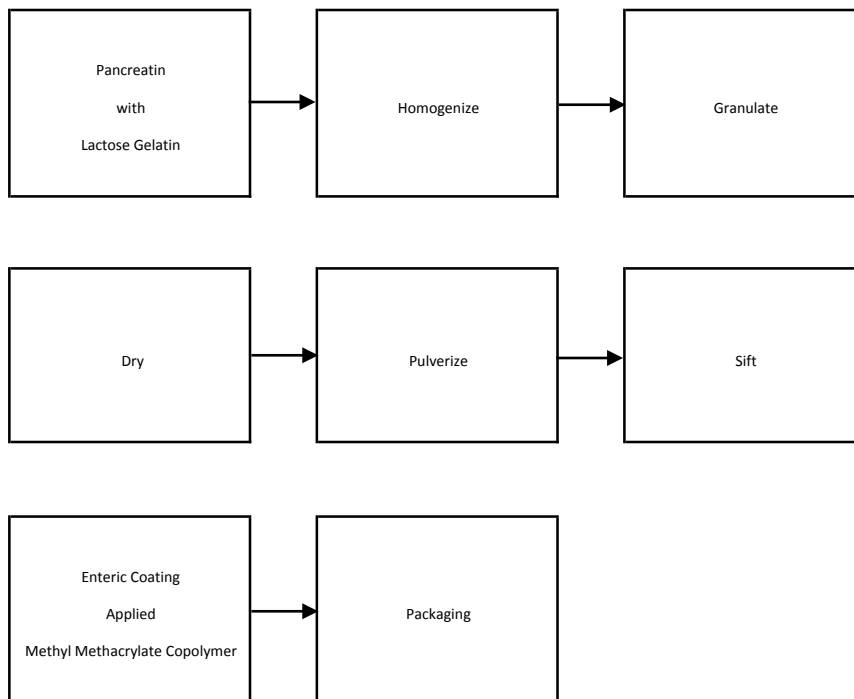 Pancreatin
with
Lactose Gelatin
Homogenize
Granulate
Dry
Pulverize
Sift
Enteric Coating
Applied
Methyl Methacrylate Copolymer
Packaging